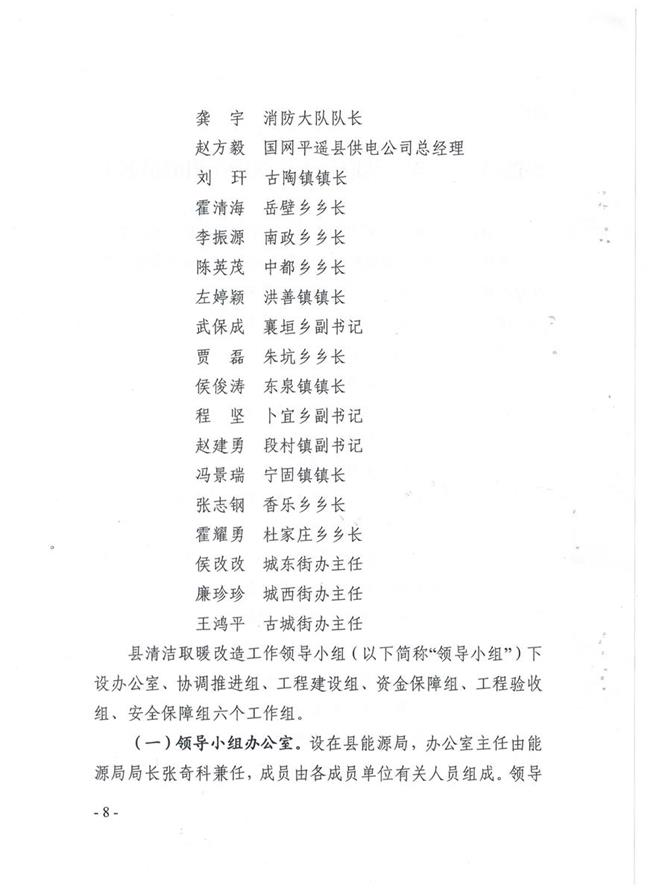 龚　宇　消防大队队长
赵方毅　国网平遥县供电公司总经理
刘　玕　古陶镇镇长
霍清海　岳壁乡乡长
李振源　南政乡乡长
陈英茂　中都乡乡长
左婷颖　洪善镇镇长
武保成　襄垣乡副书记
贾　磊　朱坑乡乡长
侯俊涛　东泉镇镇长
程　坚　卜宜乡副书记
赵建勇　段村镇副书记
冯景瑞　宁固镇镇长
张志钢　香乐乡乡长
霍耀勇　杜家庄乡乡长
侯改改　城东街办主任
廉珍珍　城西街办主任
王鸿平　古城街办主任
县清洁取暖改造工作领导小组（以下简称“领导小组”）下
设办公室、协调推进组、工程建设组、资金保障组、工程验收
组、安全保障组六个工作组。
（一）领导小组办公室。设在县能源局，办公室主任由能
源局局长张奇科兼任，成员由各成员单位有关人员组成。领导
- 8 -